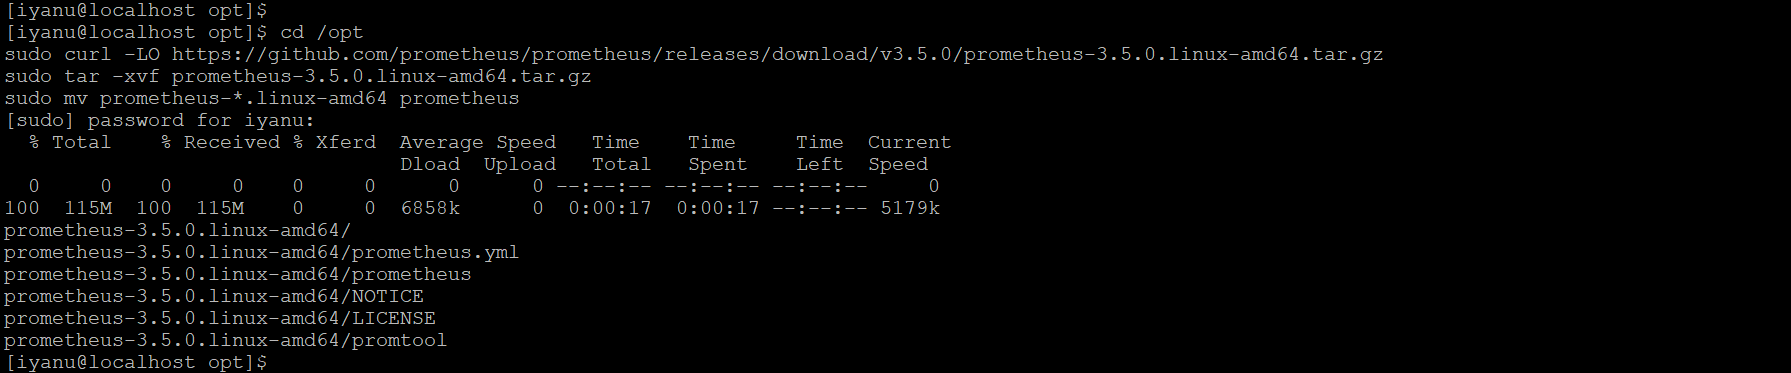 [iyanu@localhost opt]$
[iyanu@localhost opt]$ cd /opt
sudo curl -LO https://github.com/prometheus/prometheus/releases/download/v3.5.0/prometheus-3.5.0.linux-amd64.tar.gz
sudo tar -xvf prometheus-3.5.0.linux-amd64.tar.gz
sudo mv prometheus-*.linux-amd64 prometheus
[sudo] password for iyanu:
  % Total    % Received % Xferd  Average Speed   Time    Time     Time  Current
                                 Dload  Upload   Total   Spent    Left  Speed
  0     0  0     0    0     0      0      0 --:--:-- --:--:-- --:--:--     0
100  115M  100  115M    0     0  6858k      0  0:00:17  0:00:17 --:--:-- 5179k
prometheus-3.5.0.linux-amd64/
prometheus-3.5.0.linux-amd64/prometheus.yml
prometheus-3.5.0.linux-amd64/prometheus
prometheus-3.5.0.linux-amd64/NOTICE
prometheus-3.5.0.linux-amd64/LICENSE
prometheus-3.5.0.linux-amd64/promtool
[iyanu@localhost opt]$